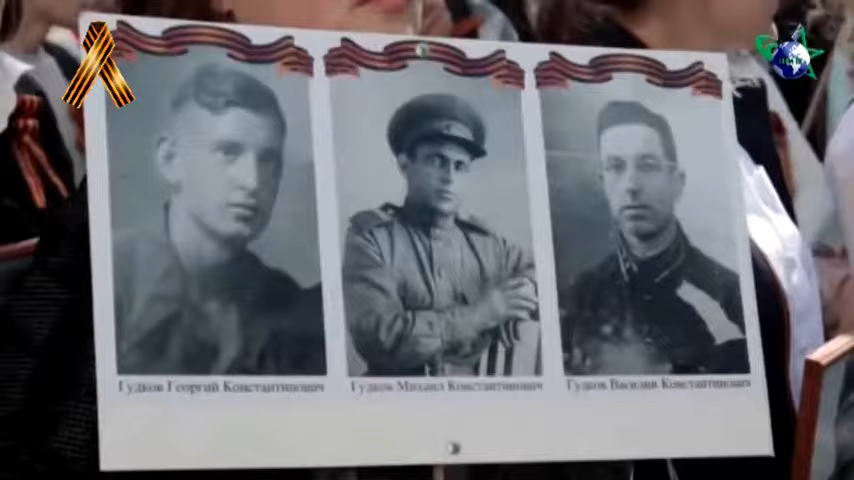 Гудков Георгий Константинович
Гудков Михаил Константинович
Гудков Василий Константинович